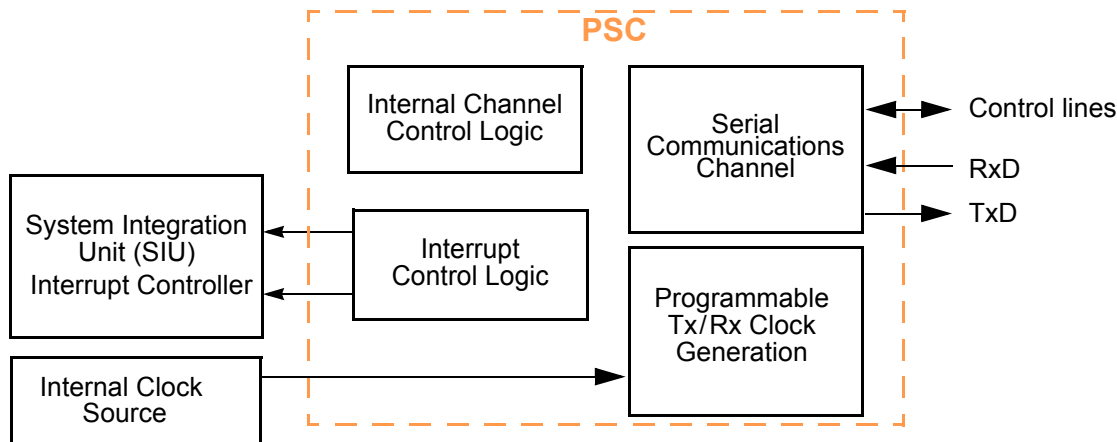 PSC
Internal Channel
Control Logic
Serial
Communications
Channel
Control lines
RxD
TxD
System Integration
Unit (SIU)
Interrupt Controller
Interrupt
Control Logic
Programmable
Tx/Rx Clock
Generation
Internal Clock
Source